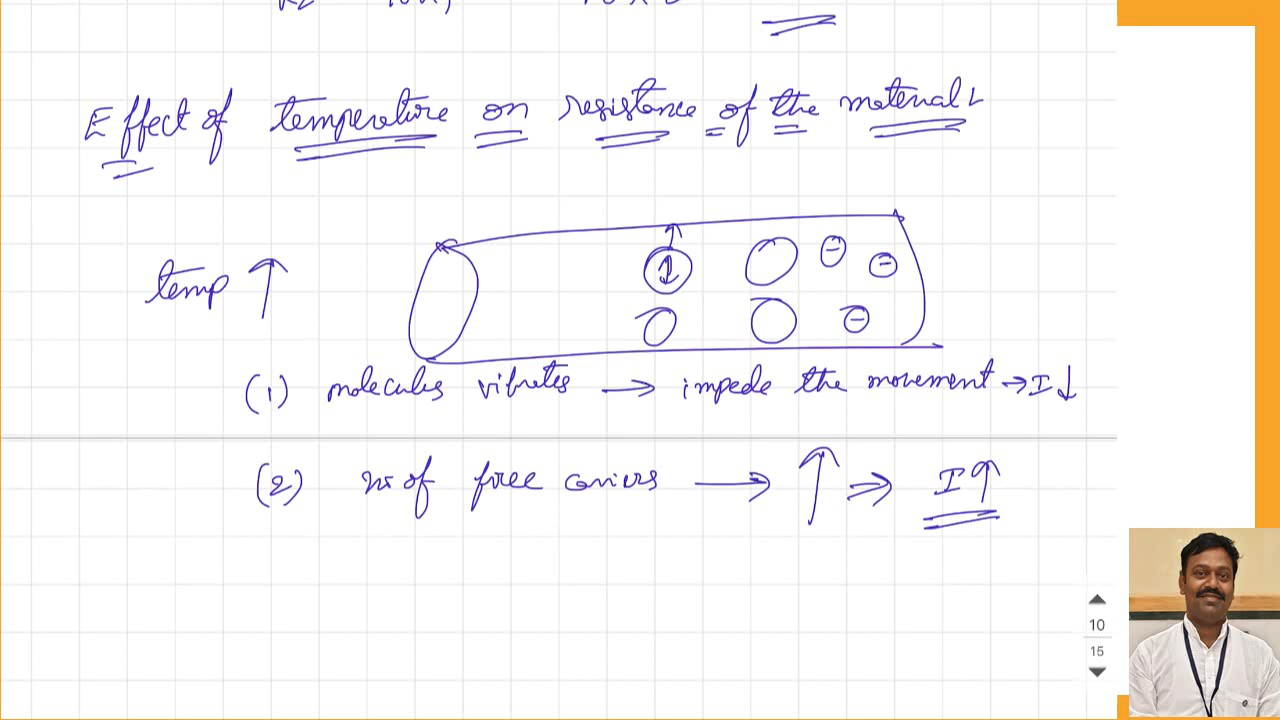 Effect of temperature on resistance of the material
temp ↑
(1) molecules vibrates → impede the movement → I ↓
(2) no of free carriers → ↑ ⇒ I↑
10
15